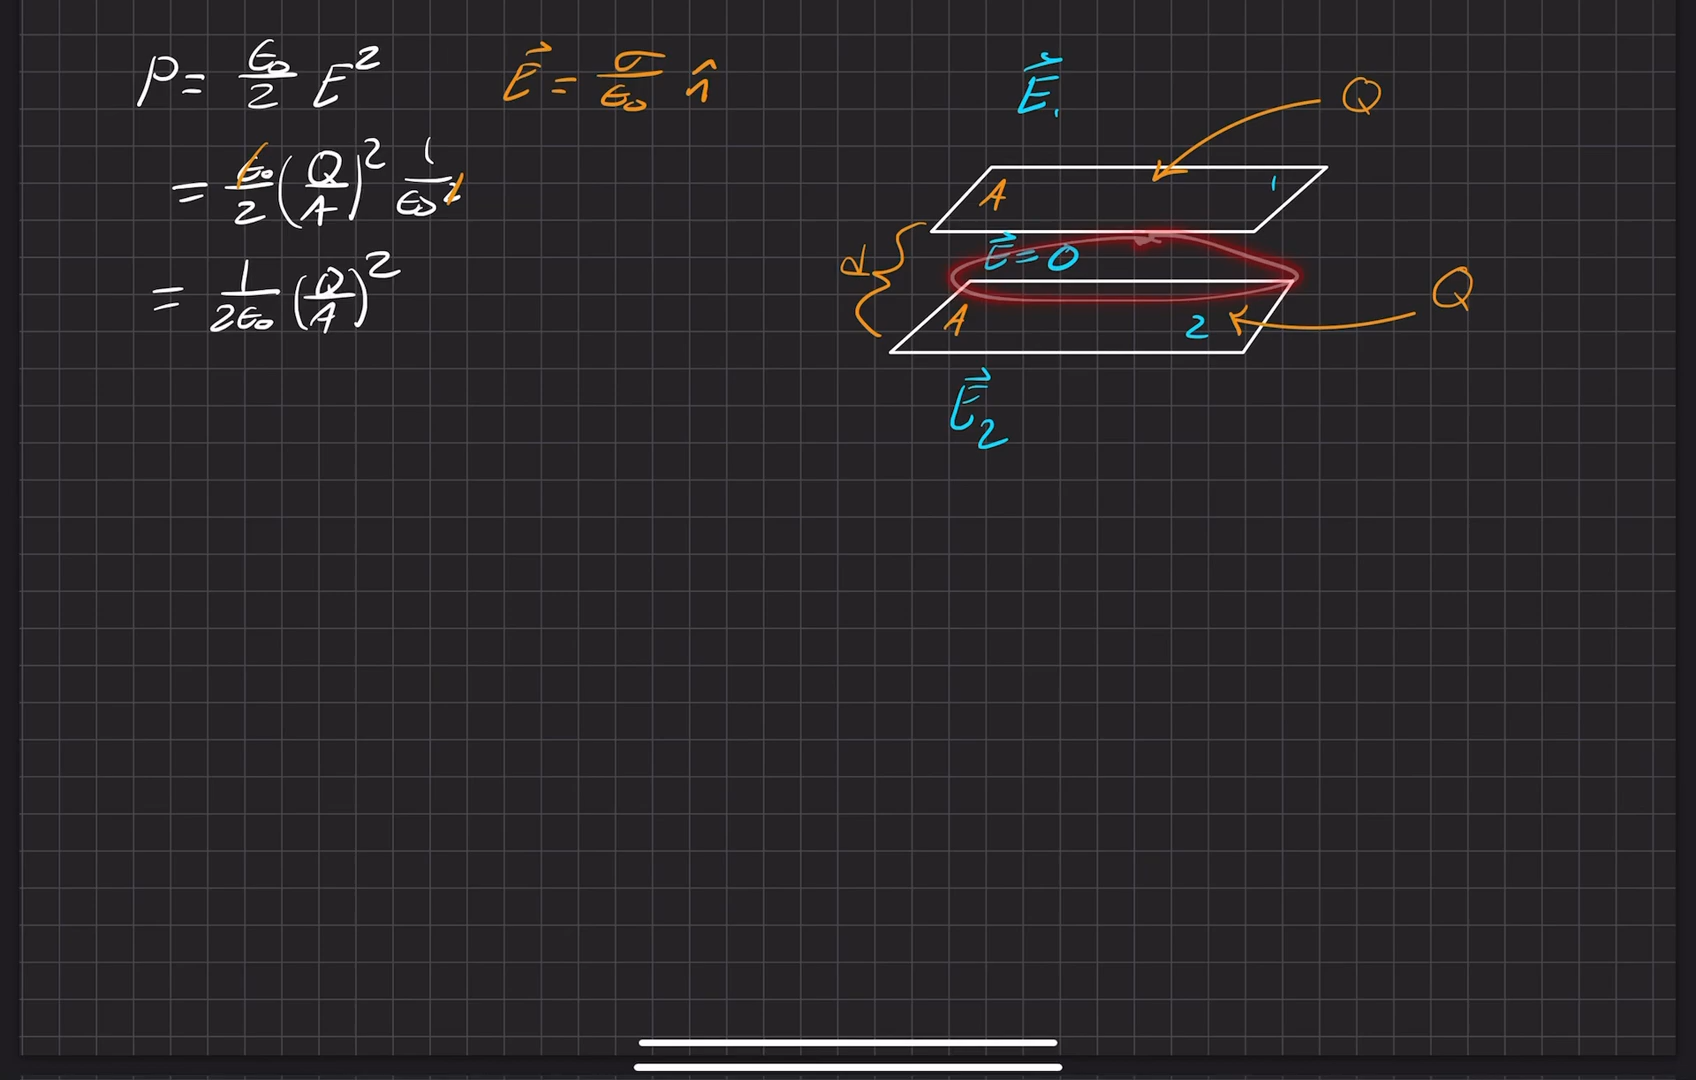 P = ϵ₀/2 E²
E⃗ = σ/ϵ₀ n̂
= ϵ₀/2 (Q/A)² 1/ϵ₀²
= 1/2ϵ₀ (Q/A)²
E⃗₁
Q
A 1
E⃗ = 0
d
A 2
Q
E⃗₂